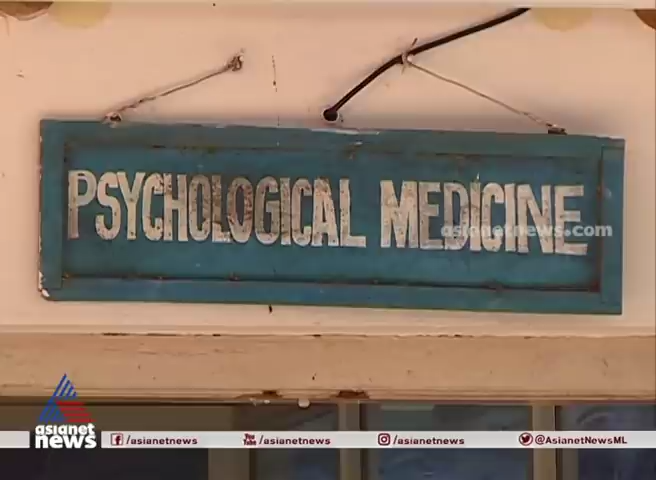 PSYCHOLOGICAL MEDICINE
asianetnews.com
asianet
news
/asianetnews
/asianetnews
/asianetnews
@AsianetNewsML